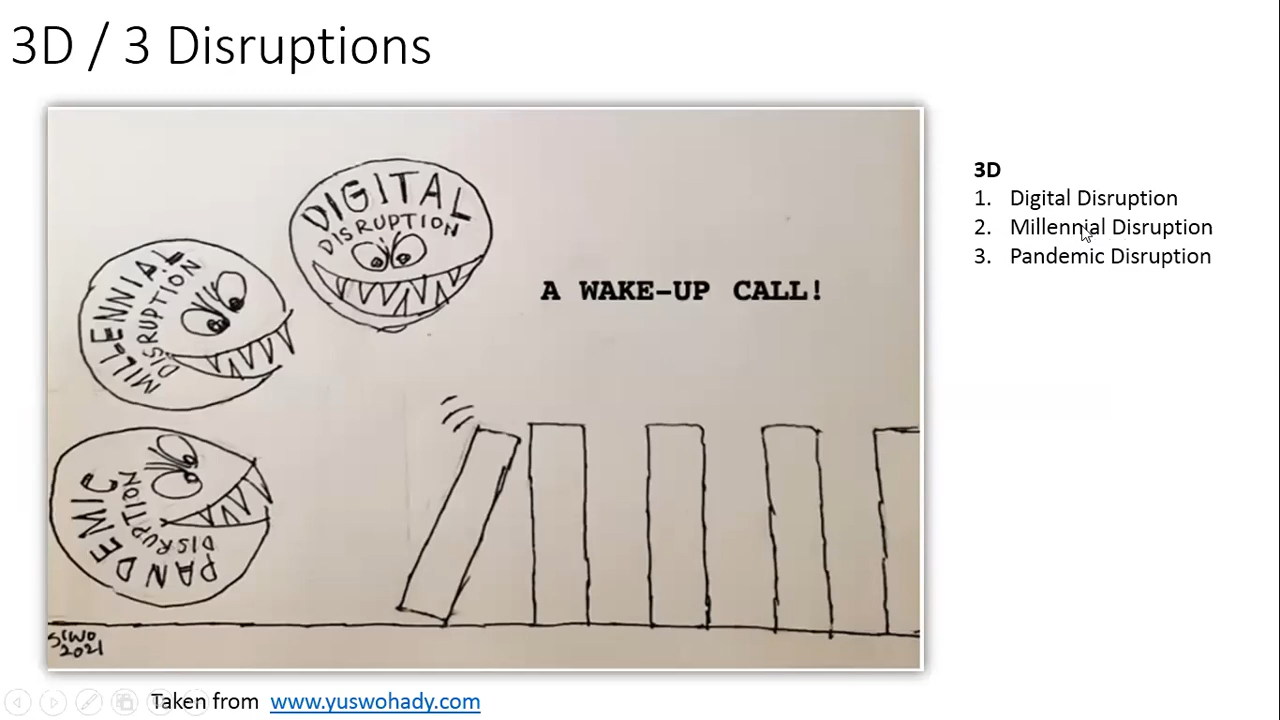 3D / 3 Disruptions
DIGITAL
DISRUPTION
MILLENNIAL
DISRUPTION
PANDEMIC
DISRUPTION
A WAKE-UP CALL!
SIWO
2021
3D
1. Digital Disruption
2. Millennial Disruption
3. Pandemic Disruption
Taken from www.yuswohady.com